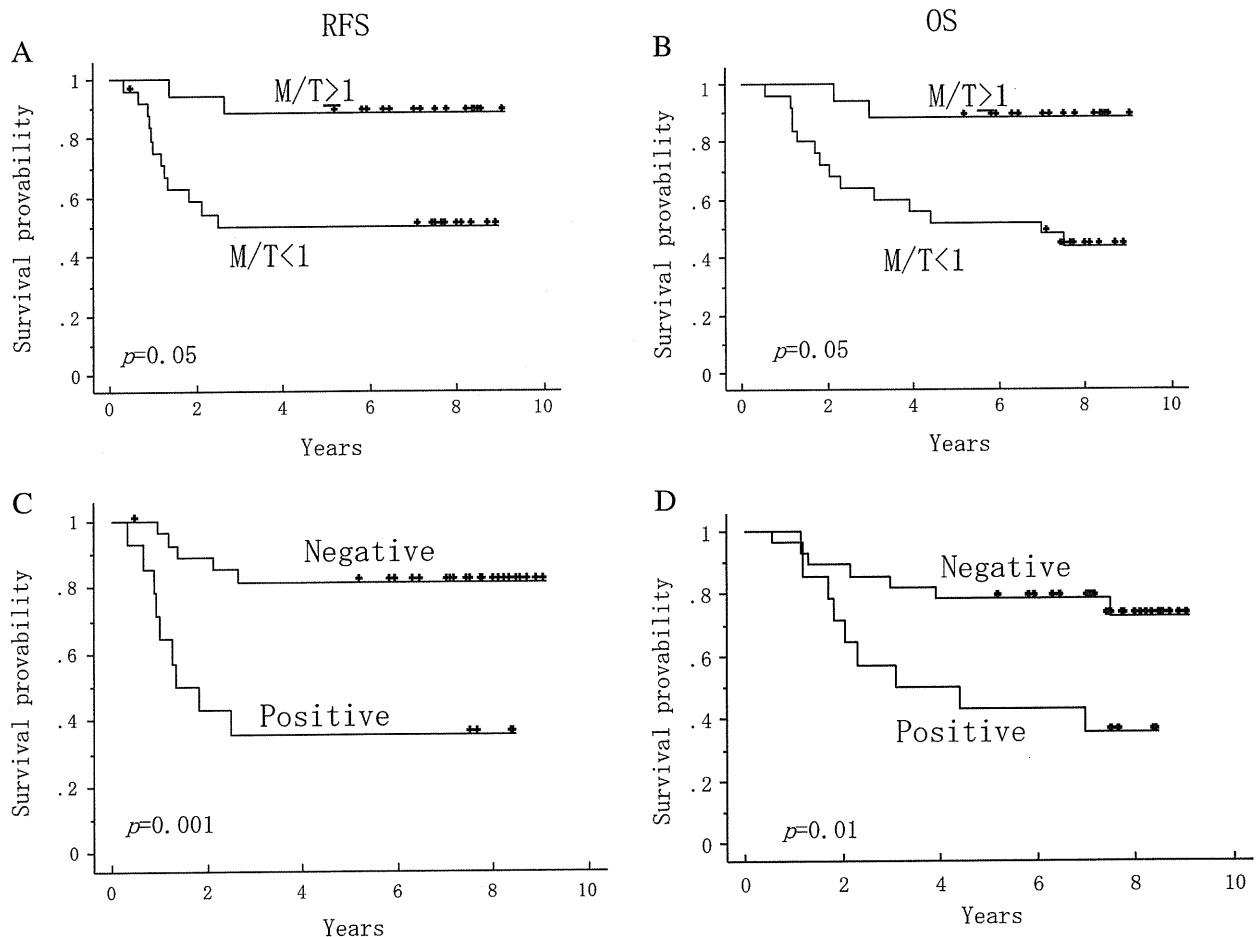 RFS
OS
A
Survival provability
1
.8
.6
.4
.2
0
M/T≥1
M/T<1
p=0.05
0 2 4 6 8 10
Years
B
Survival provability
1
.8
.6
.4
.2
0
M/T≥1
M/T<1
p=0.05
0 2 4 6 8 10
Years
C
Survival provability
1
.8
.6
.4
.2
0
Negative
Positive
p=0.001
0 2 4 6 8 10
Years
D
Survival provability
1
.8
.6
.4
.2
0
Negative
Positive
p=0.01
0 2 4 6 8 10
Years